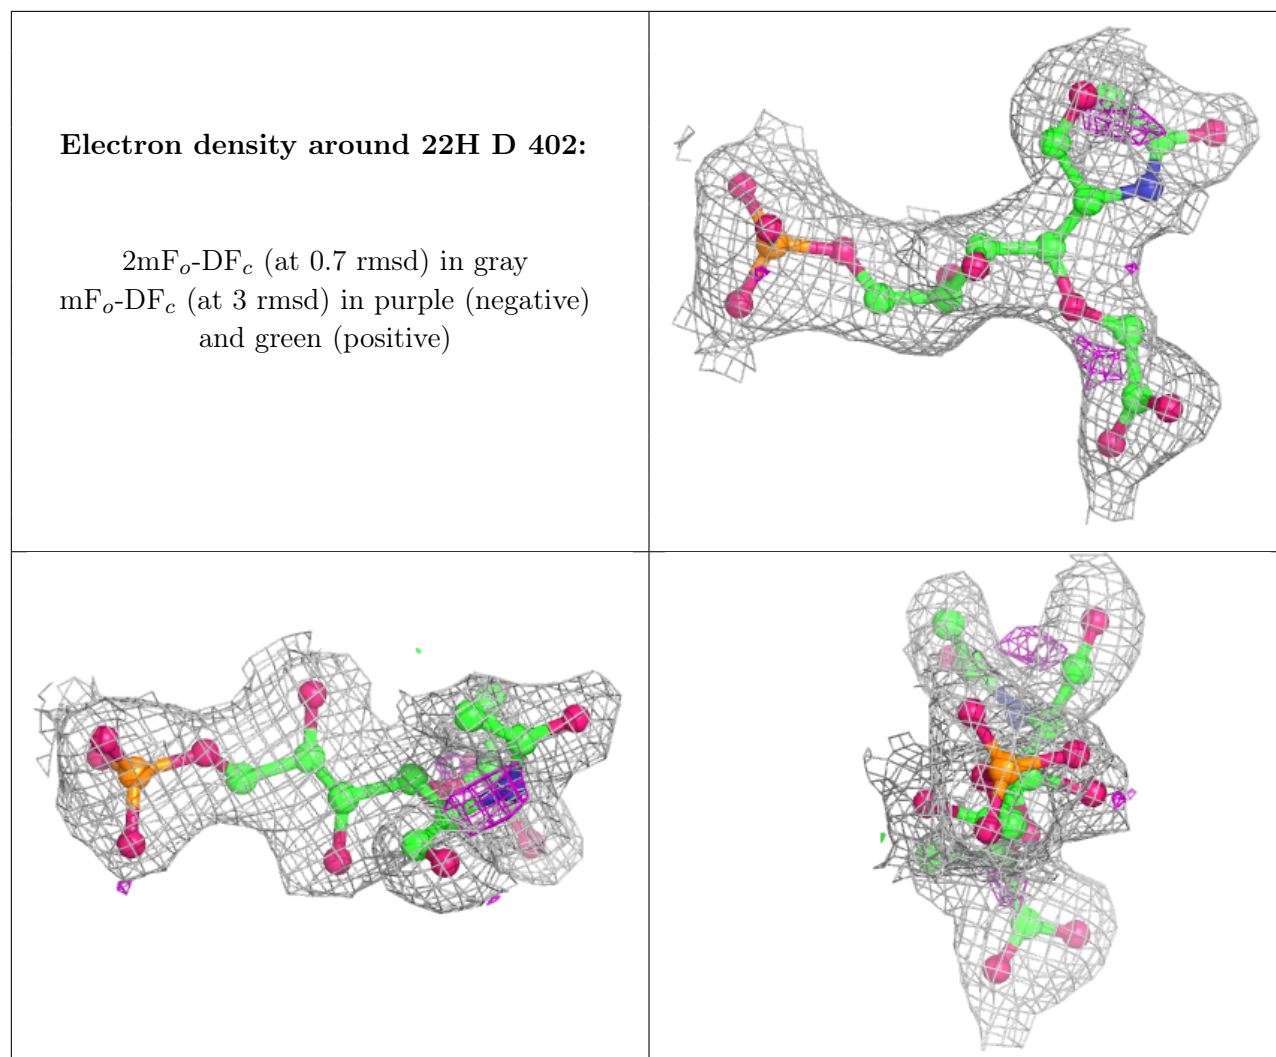 Electron density around 22H D 402:
2mFo-DFc (at 0.7 rmsd) in gray
mFo-DFc (at 3 rmsd) in purple (negative)
and green (positive)